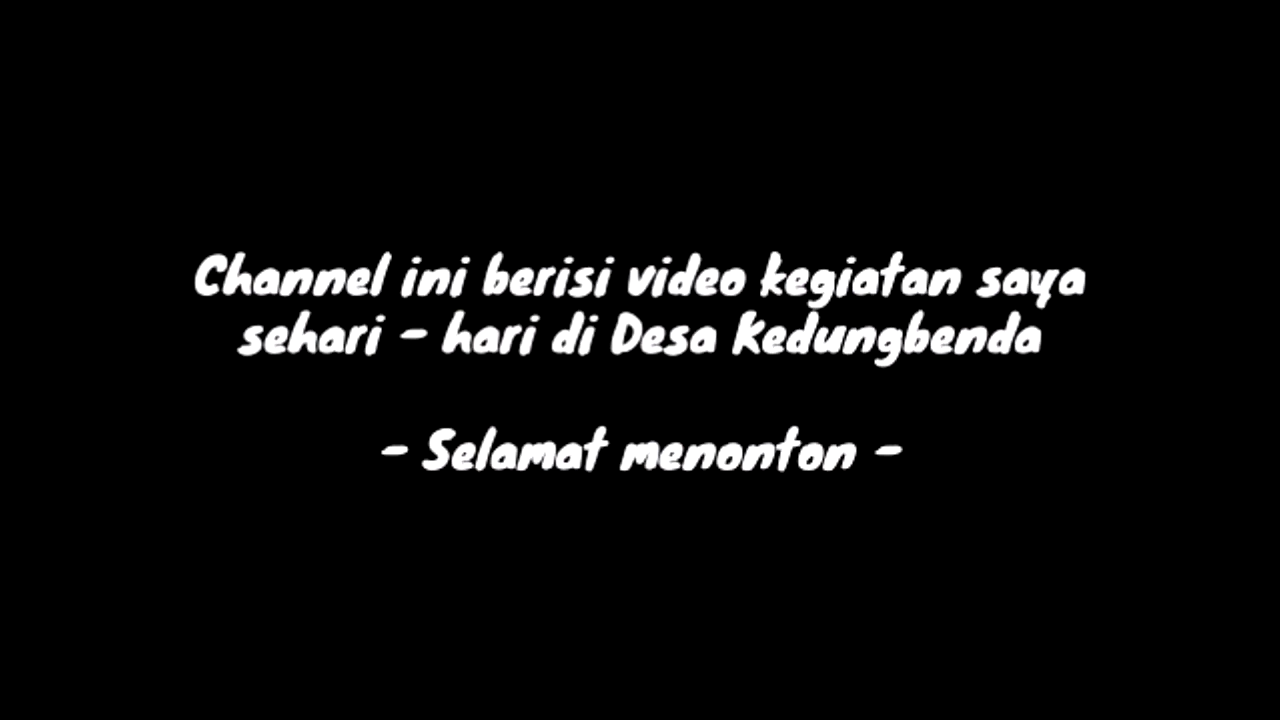 Channel ini berisi video kegiatan saya
sehari - hari di Desa Kedungbenda
- Selamat menonton -